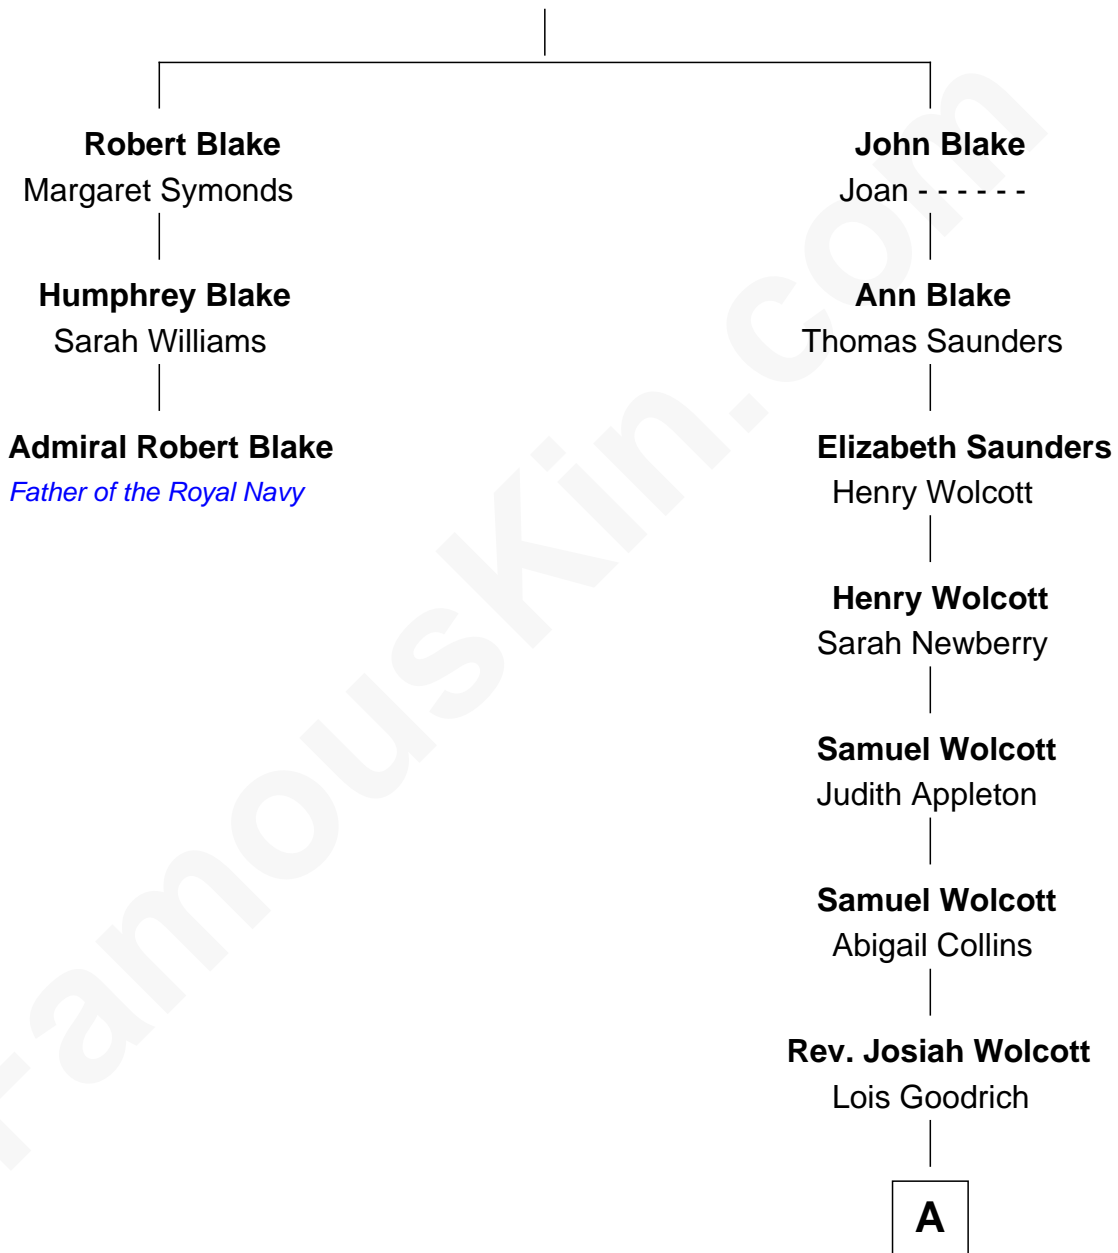 Robert Blake
Margaret Symonds
Humphrey Blake
Sarah Williams
Admiral Robert Blake
Father of the Royal Navy
John Blake
Joan - - - - - -
Ann Blake
Thomas Saunders
Elizabeth Saunders
Henry Wolcott
Henry Wolcott
Sarah Newberry
Samuel Wolcott
Judith Appleton
Samuel Wolcott
Abigail Collins
Rev. Josiah Wolcott
Lois Goodrich
A
FamousKin.com